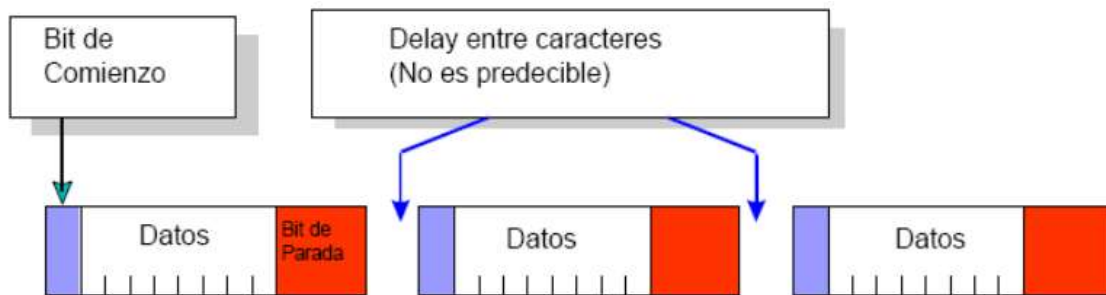 Bit de
Comienzo
Delay entre caracteres
(No es predecible)
Datos
Bit de
Parada
Datos
Datos